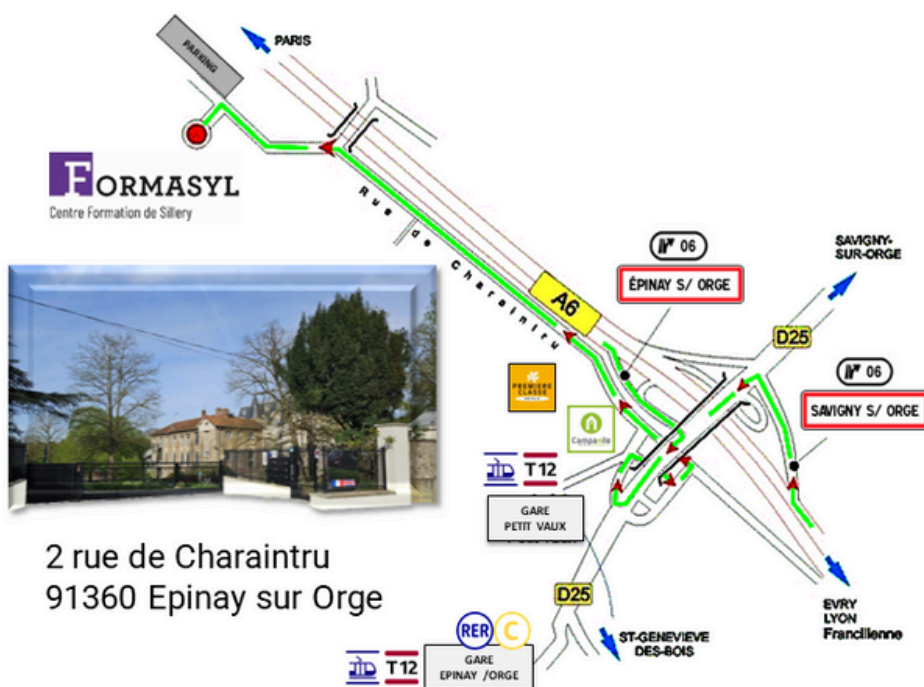 PARKING
PARIS
FORMASYL
Centre Formation de Sillery
Rue de Charaintru
06
ÉPINAY S/ ORGE
SAVIGNY-
SUR-ORGE
A6
D25
06
SAVIGNY S/ ORGE
PREMIERE
CLASSE
Campanile
T12
GARE
PETIT VAUX
2 rue de Charaintru
91360 Epinay sur Orge
D25
EVRY
LYON
Francilienne
RER C
ST-GENEVIEVE
DES-BOIS
T12
GARE
EPINAY /ORGE